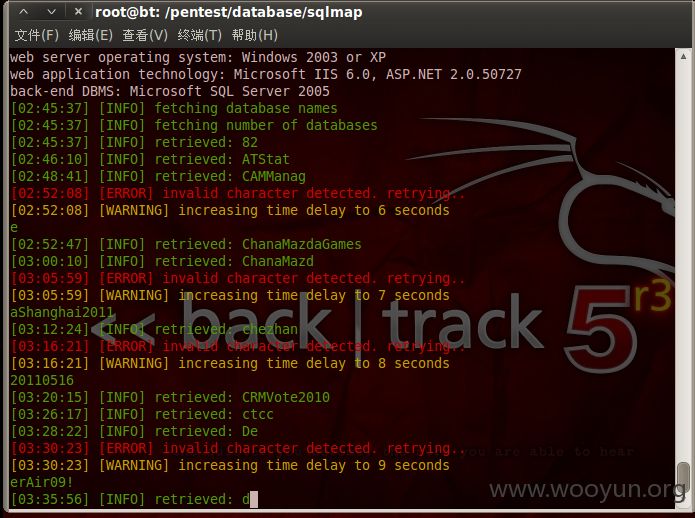 root@bt: /pentest/database/sqlmap
文件(F) 编辑(E) 查看(V) 终端(T) 帮助(H)
web server operating system: Windows 2003 or XP
web application technology: Microsoft IIS 6.0, ASP.NET 2.0.50727
back-end DBMS: Microsoft SQL Server 2005
[02:45:37] [INFO] fetching database names
[02:45:37] [INFO] fetching number of databases
[02:45:37] [INFO] retrieved: 82
[02:46:10] [INFO] retrieved: ATStat
[02:48:41] [INFO] retrieved: CAMManag
[02:52:08] [ERROR] invalid character detected. retrying..
[02:52:08] [WARNING] increasing time delay to 6 seconds
e
[02:52:47] [INFO] retrieved: ChanaMazdaGames
[03:00:10] [INFO] retrieved: ChanaMazd
[03:05:59] [ERROR] invalid character detected. retrying..
[03:05:59] [WARNING] increasing time delay to 7 seconds
aShanghai2011
[03:12:24] [INFO] retrieved: chezhan
[03:16:21] [ERROR] invalid character detected. retrying..
[03:16:21] [WARNING] increasing time delay to 8 seconds
20110516
[03:20:15] [INFO] retrieved: CRMVote2010
[03:26:17] [INFO] retrieved: ctcc
[03:28:22] [INFO] retrieved: De
[03:30:23] [ERROR] invalid character detected. retrying..
[03:30:23] [WARNING] increasing time delay to 9 seconds
erAir09!
[03:35:56] [INFO] retrieved: d
<< back | track 5 r3
you are able to hear
www.wooyun.org